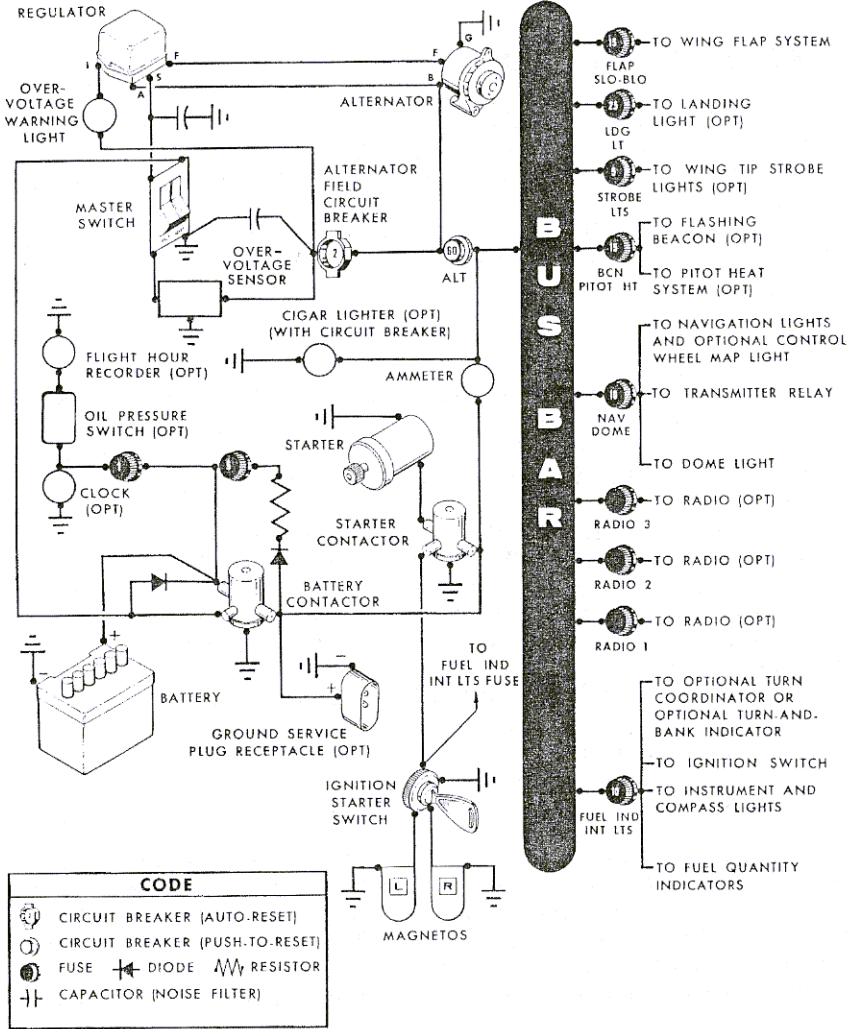 REGULATOR
F
I
S
A
F
G
B
ALTERNATOR
OVER-
VOLTAGE
WARNING
LIGHT
MASTER
SWITCH
OVER-
VOLTAGE
SENSOR
ALTERNATOR
FIELD
CIRCUIT
BREAKER
2
60
ALT
CIGAR LIGHTER (OPT)
(WITH CIRCUIT BREAKER)
AMMETER
FLIGHT HOUR
RECORDER (OPT)
OIL PRESSURE
SWITCH (OPT)
CLOCK
(OPT)
STARTER
STARTER
CONTACTOR
BATTERY
CONTACTOR
+
-
BATTERY
-
+
GROUND SERVICE
PLUG RECEPTACLE (OPT)
TO
FUEL IND
INT LTS FUSE
IGNITION
STARTER
SWITCH
L
R
MAGNETOS
BUS BAR
FLAP
SLO-BLO
TO WING FLAP SYSTEM
LDG
LT
TO LANDING
LIGHT (OPT)
STROBE
LTS
TO WING TIP STROBE
LIGHTS (OPT)
BCN
PITOT HT
TO FLASHING
BEACON (OPT)
TO PITOT HEAT
SYSTEM (OPT)
NAV
DOME
TO NAVIGATION LIGHTS
AND OPTIONAL CONTROL
WHEEL MAP LIGHT
TO TRANSMITTER RELAY
TO DOME LIGHT
RADIO 3
TO RADIO (OPT)
RADIO 2
TO RADIO (OPT)
RADIO 1
TO RADIO (OPT)
FUEL IND
INT LTS
TO OPTIONAL TURN
COORDINATOR OR
OPTIONAL TURN-AND-
BANK INDICATOR
TO IGNITION SWITCH
TO INSTRUMENT AND
COMPASS LIGHTS
TO FUEL QUANTITY
INDICATORS
CODE
CIRCUIT BREAKER (AUTO-RESET)
CIRCUIT BREAKER (PUSH-TO-RESET)
FUSE DIODE RESISTOR
CAPACITOR (NOISE FILTER)